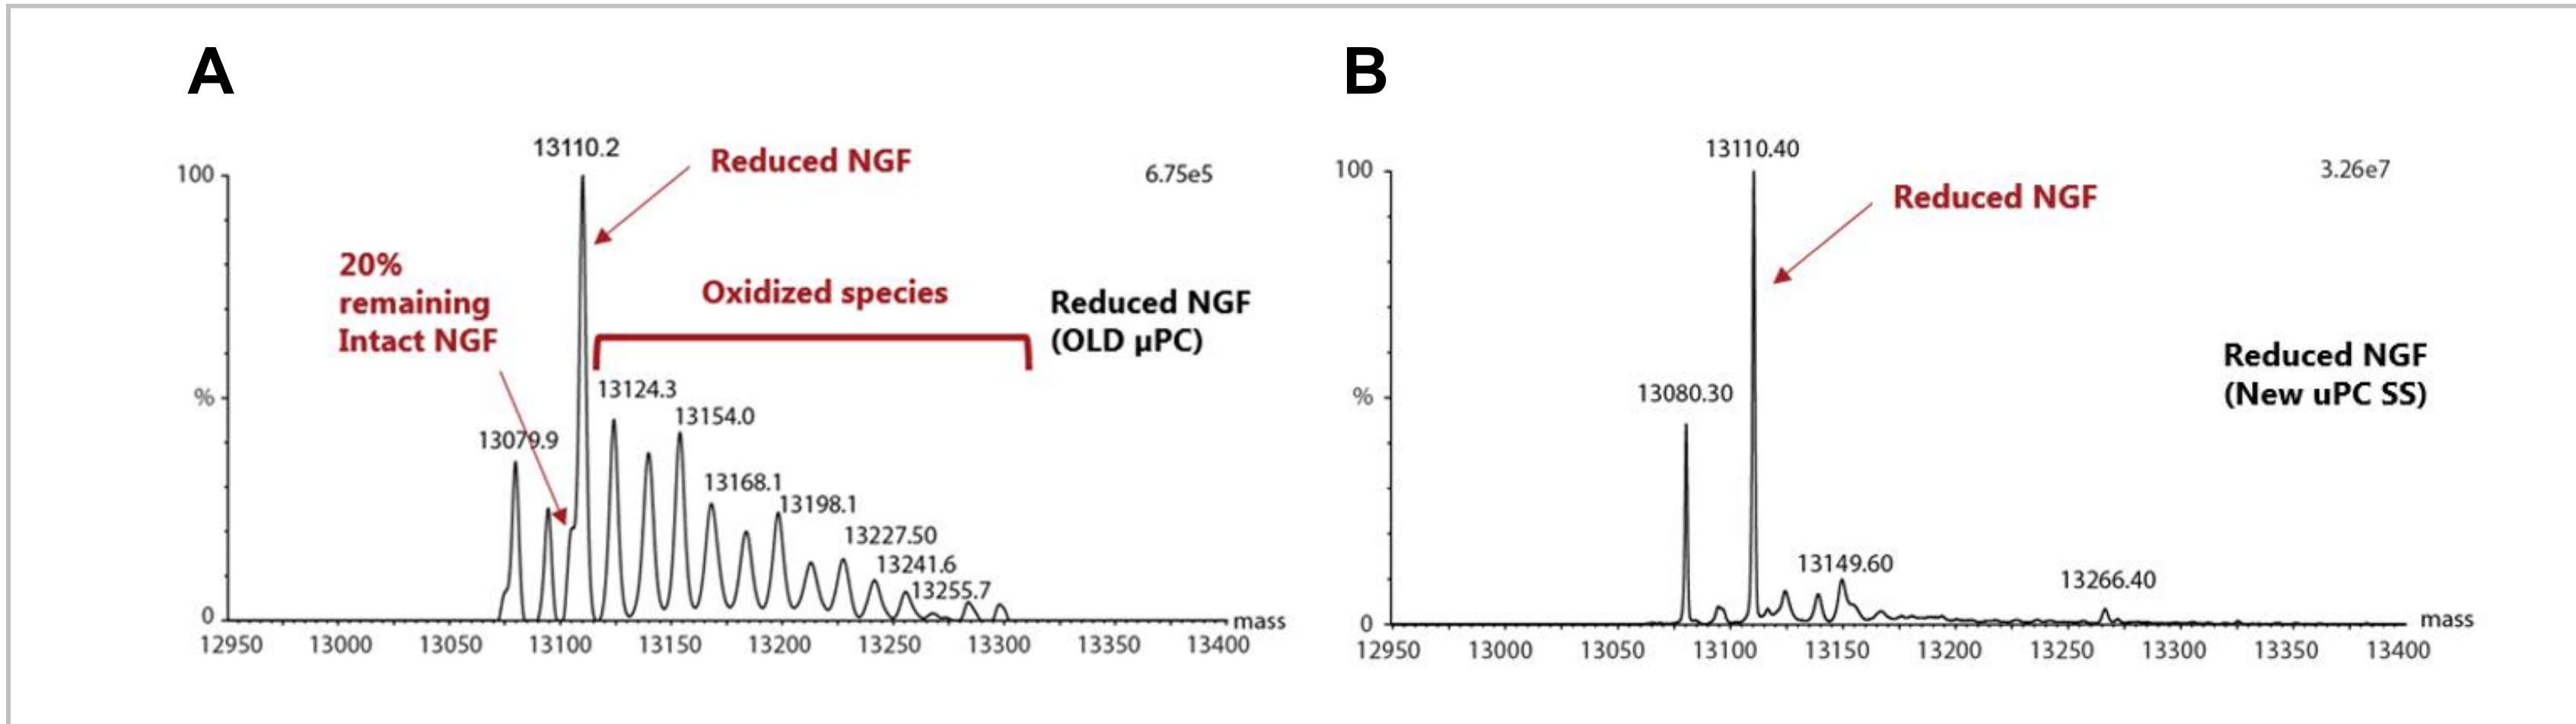 A
13110.2
Reduced NGF
6.75e5
100
20%
remaining
Intact NGF
Oxidized species
Reduced NGF
(OLD µPC)
13124.3
13154.0
%
13079.9
13168.1
13198.1
13227.50
13241.6
13255.7
0
mass
12950 13000 13050 13100 13150 13200 13250 13300 13350 13400
B
13110.40
100
3.26e7
Reduced NGF
Reduced NGF
(New uPC SS)
13080.30
%
13149.60
13266.40
0
mass
12950 13000 13050 13100 13150 13200 13250 13300 13350 13400